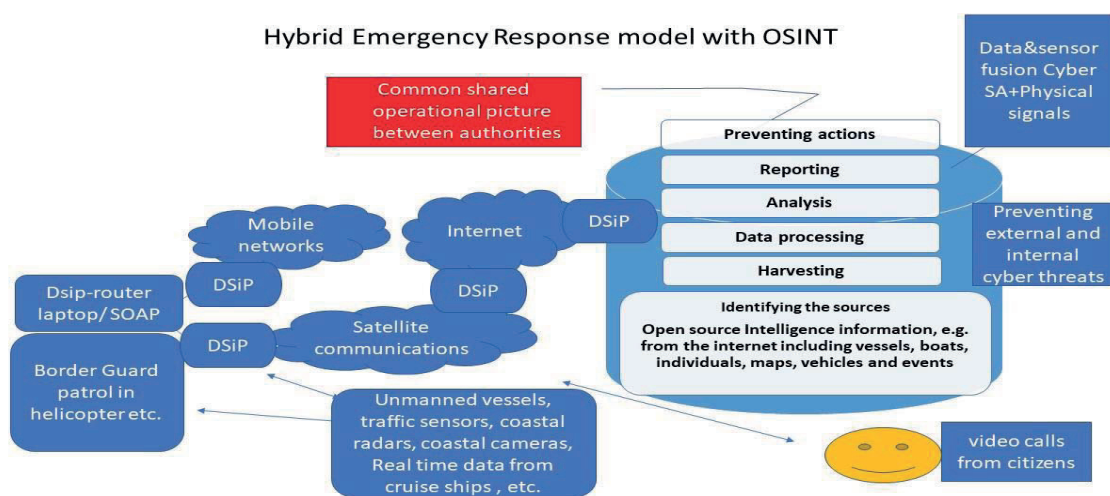 Hybrid Emergency Response model with OSINT
Common shared
operational picture
between authorities
Data&sensor
fusion Cyber
SA+Physical
signals
Preventing actions
Reporting
Analysis
Data processing
Harvesting
Identifying the sources
Open source Intelligence information, e.g.
from the internet including vessels, boats,
individuals, maps, vehicles and events
Preventing
external and
internal
cyber threats
Mobile
networks
Internet
DSiP
DSiP
DSiP
DSiP
Dsip-router
laptop/ SOAP
Satellite
communications
Border Guard
patrol in
helicopter etc.
Unmanned vessels,
traffic sensors, coastal
radars, coastal cameras,
Real time data from
cruise ships , etc.
video calls
from citizens